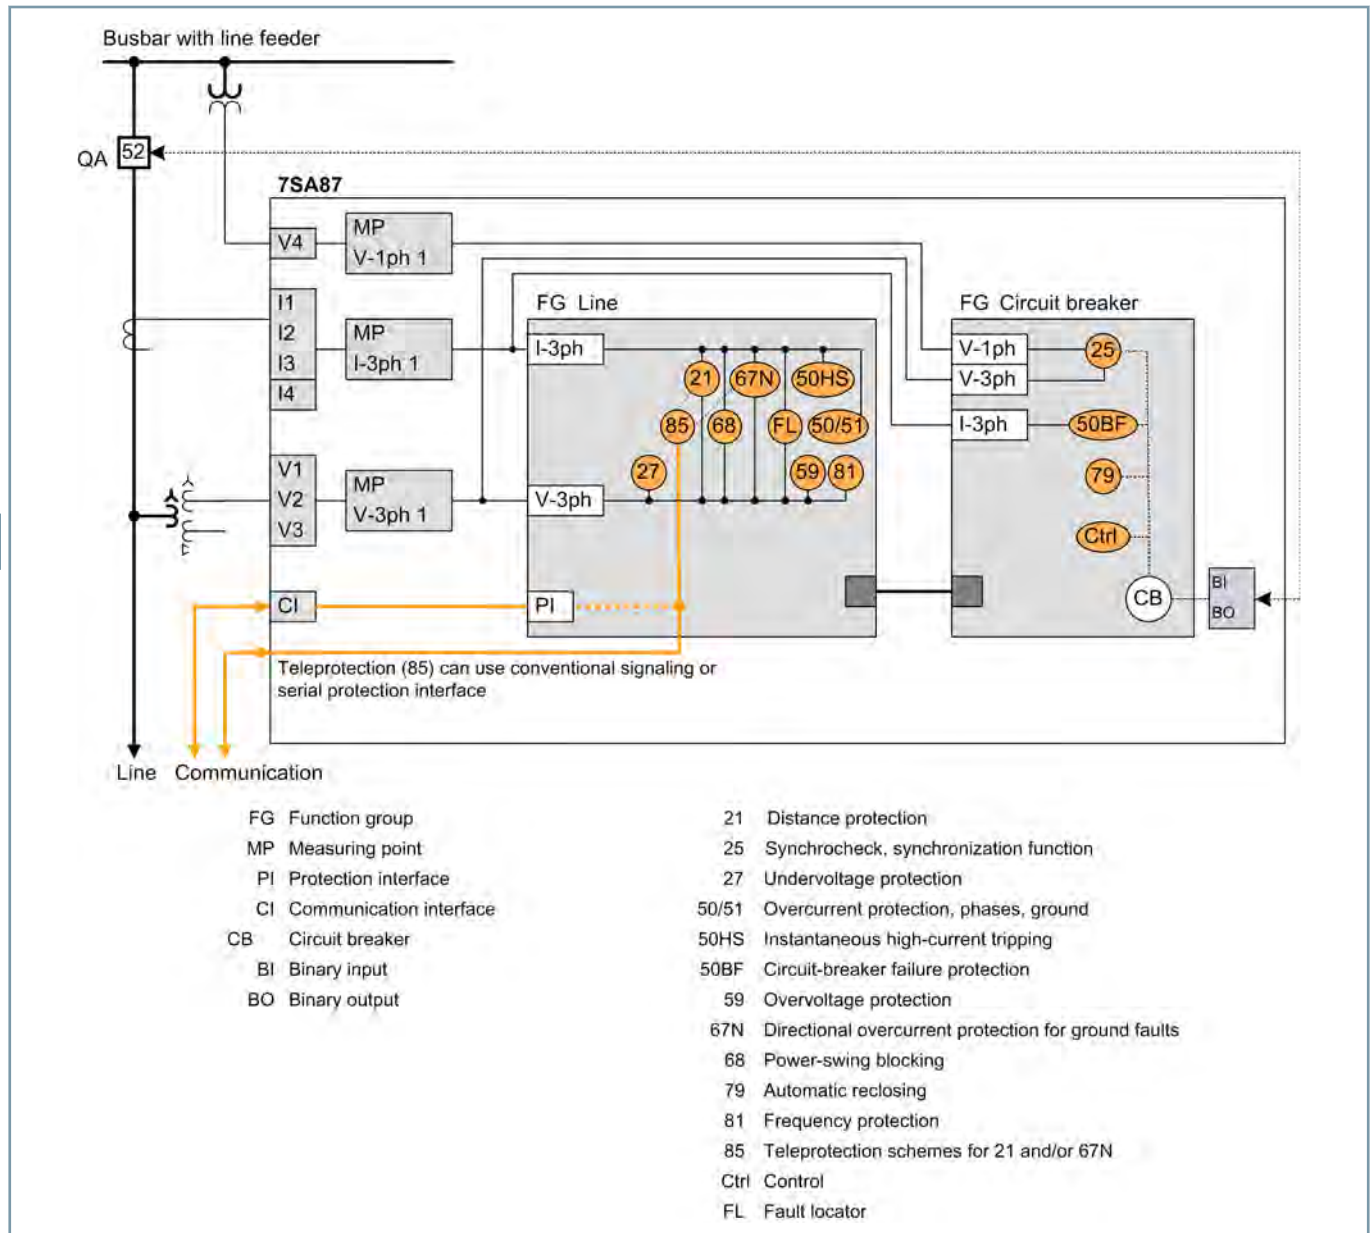 Busbar with line feeder
QA
52
7SA87
V4
MP
V-1ph 1
I1
I2
I3
I4
MP
I-3ph 1
V1
V2
V3
MP
V-3ph 1
CI
FG Line
I-3ph
V-3ph
PI
21
67N
50HS
85
68
FL
50/51
27
59
81
FG Circuit breaker
V-1ph
V-3ph
I-3ph
25
50BF
79
Ctrl
CB
BI
BO
Teleprotection (85) can use conventional signaling or
serial protection interface
Line
Communication
FG Function group
MP Measuring point
PI Protection interface
CI Communication interface
CB Circuit breaker
BI Binary input
BO Binary output
21 Distance protection
25 Synchrocheck, synchronization function
27 Undervoltage protection
50/51 Overcurrent protection, phases, ground
50HS Instantaneous high-current tripping
50BF Circuit-breaker failure protection
59 Overvoltage protection
67N Directional overcurrent protection for ground faults
68 Power-swing blocking
79 Automatic reclosing
81 Frequency protection
85 Teleprotection schemes for 21 and/or 67N
Ctrl Control
FL Fault locator